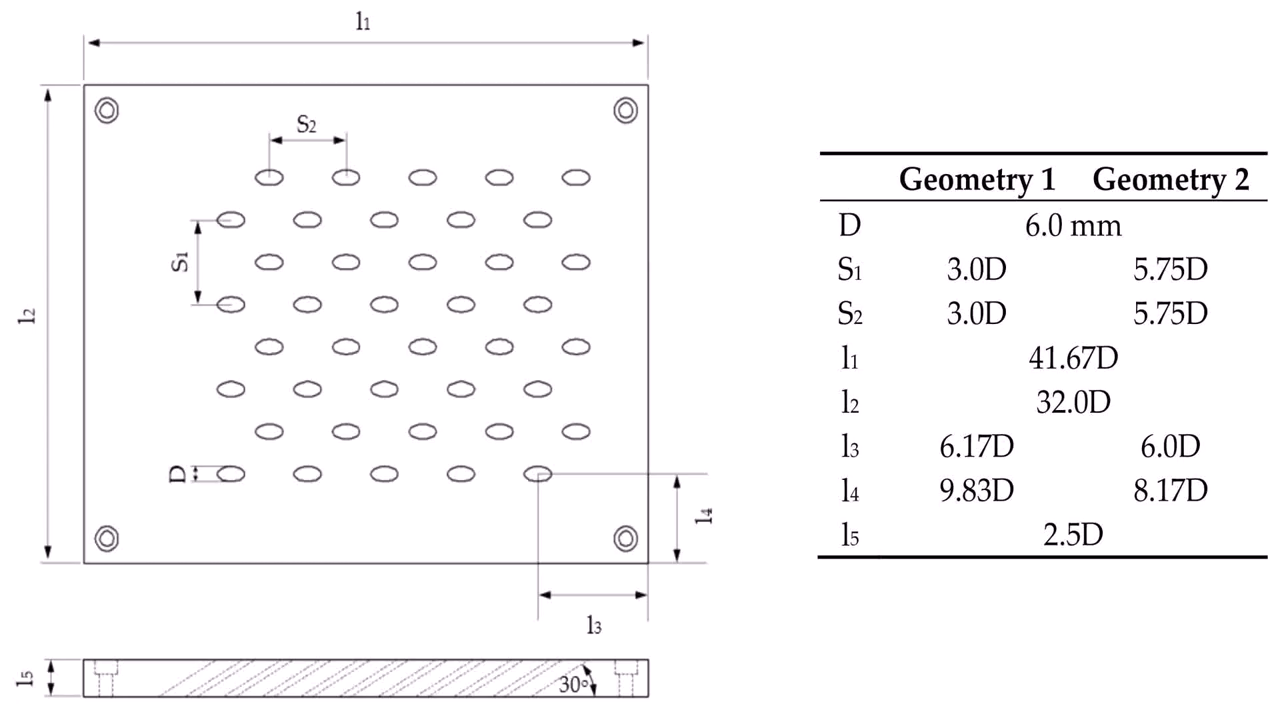 l1
S2
S1
l2
D
l4
l3
l5
30°
Geometry 1 Geometry 2
D 6.0 mm
S1 3.0D 5.75D
S2 3.0D 5.75D
l1 41.67D
l2 32.0D
l3 6.17D 6.0D
l4 9.83D 8.17D
l5 2.5D